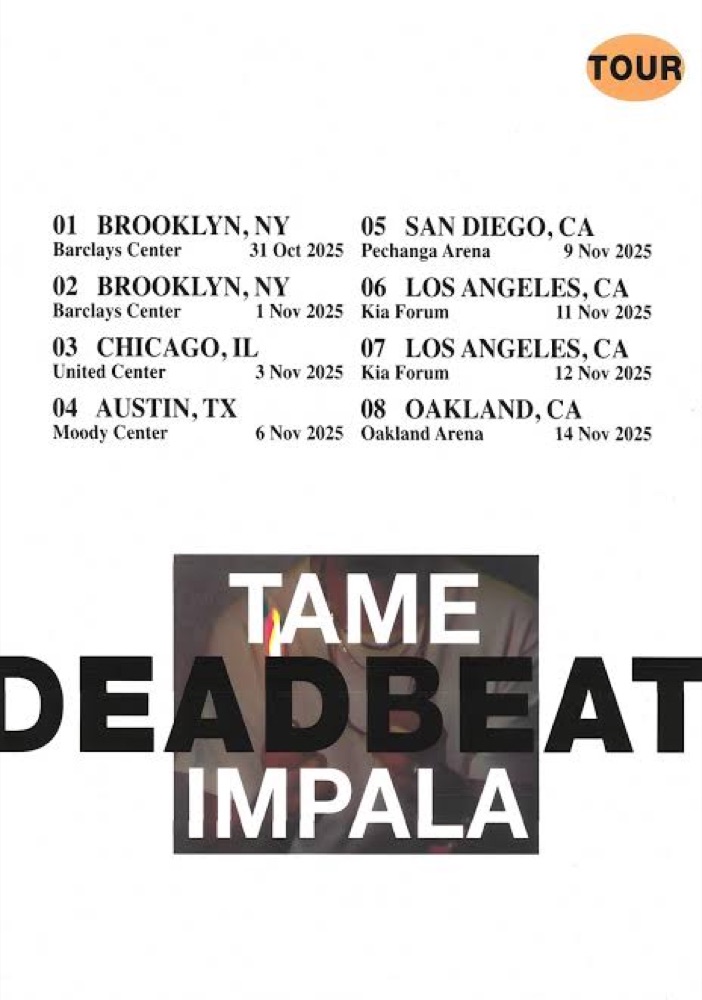 TOUR
01 BROOKLYN, NY
Barclays Center 31 Oct 2025
02 BROOKLYN, NY
Barclays Center 1 Nov 2025
03 CHICAGO, IL
United Center 3 Nov 2025
04 AUSTIN, TX
Moody Center 6 Nov 2025
05 SAN DIEGO, CA
Pechanga Arena 9 Nov 2025
06 LOS ANGELES, CA
Kia Forum 11 Nov 2025
07 LOS ANGELES, CA
Kia Forum 12 Nov 2025
08 OAKLAND, CA
Oakland Arena 14 Nov 2025
TAME
DEADBEAT
IMPALA